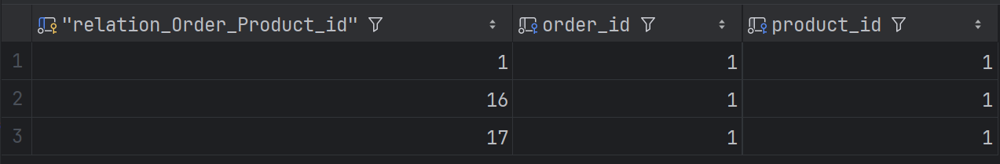 "relation_Order_Product_id" order_id product_id
1 1 1 1
2 16 1 1
3 17 1 1